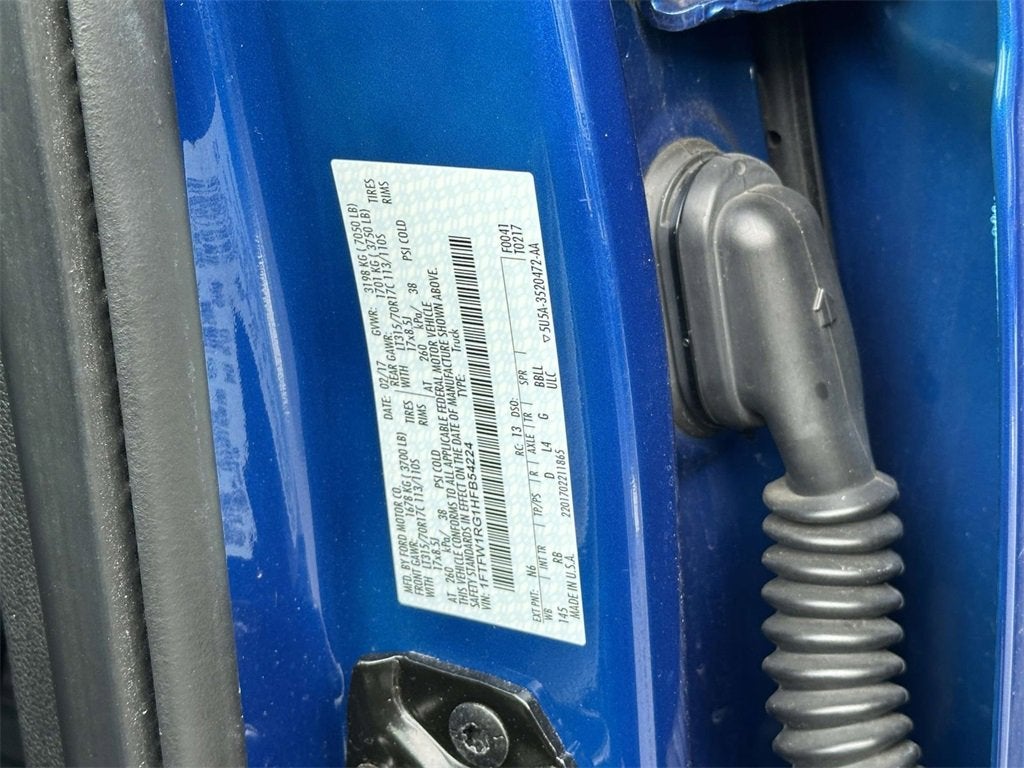 MFD. BY FORD MOTOR CO. DATE: 02/17 GVWR: 3198 KG ( 7050 LB)
FRONT GAWR: 1678 KG ( 3700 LB) REAR GAWR: 1701 KG ( 3750 LB)
WITH LT315/70R17C 113/110S TIRES WITH LT315/70R17C 113/110S TIRES
17x8.5J RIMS 17x8.5J RIMS
AT 260 kPa/ 38 PSI COLD AT 260 kPa/ 38 PSI COLD
THIS VEHICLE CONFORMS TO ALL APPLICABLE FEDERAL MOTOR VEHICLE
SAFETY STANDARDS IN EFFECT ON THE DATE OF MANUFACTURE SHOWN ABOVE.
VIN: 1FTFW1RG1HFB54224 TYPE: Truck
F0041
T0217
EXT PNT: N6 RC: 13 DSO:
WB INT TR TP/PS R AXLE TR SPR
145 RB D L4 G BBLL
ULC
MADE IN U.S.A. 2201702211865 ▽5U5A-3520472-AA